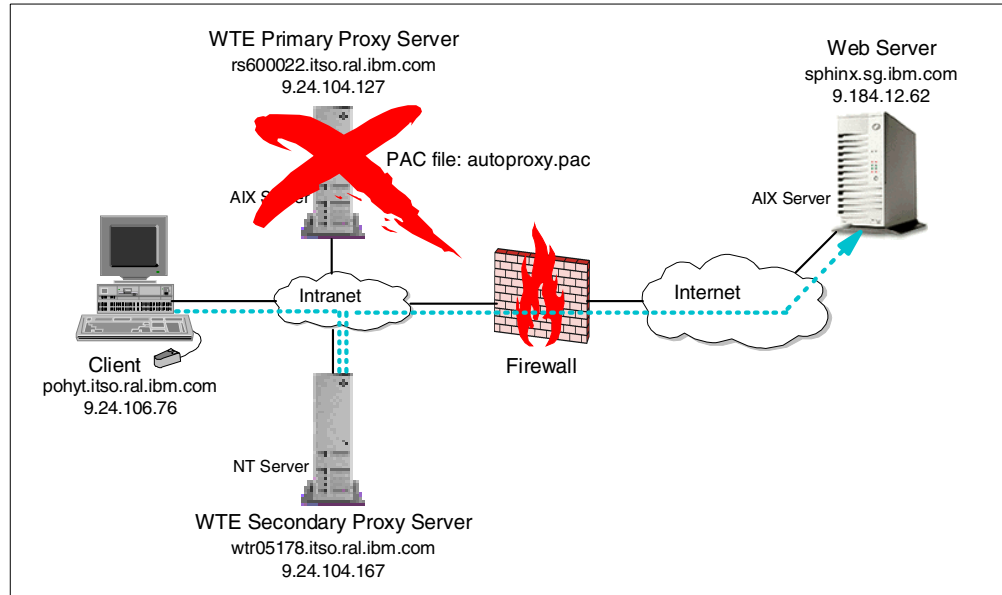 WTE Primary Proxy Server
rs600022.itso.ral.ibm.com
9.24.104.127
PAC file: autoproxy.pac
AIX Server
Web Server
sphinx.sg.ibm.com
9.184.12.62
AIX Server
Intranet
Internet
Firewall
Client
pohyt.itso.ral.ibm.com
9.24.106.76
NT Server
WTE Secondary Proxy Server
wtr05178.itso.ral.ibm.com
9.24.104.167